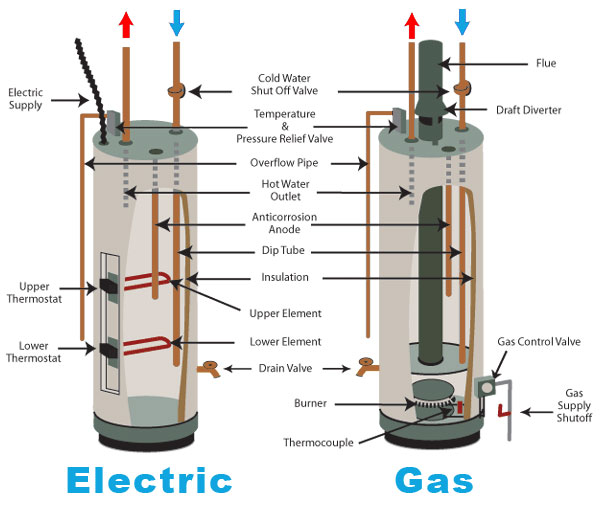 Flue
Cold Water
Shut Off Valve
Electric
Supply
Draft Diverter
Temperature
&
Pressure Relief Valve
Overflow Pipe
Hot Water
Outlet
Anticorrosion
Anode
Dip Tube
Insulation
Upper
Thermostat
Upper Element
Lower
Thermostat
Lower Element
Gas Control Valve
Drain Valve
Burner
Gas
Supply
Shutoff
Thermocouple
Electric
Gas